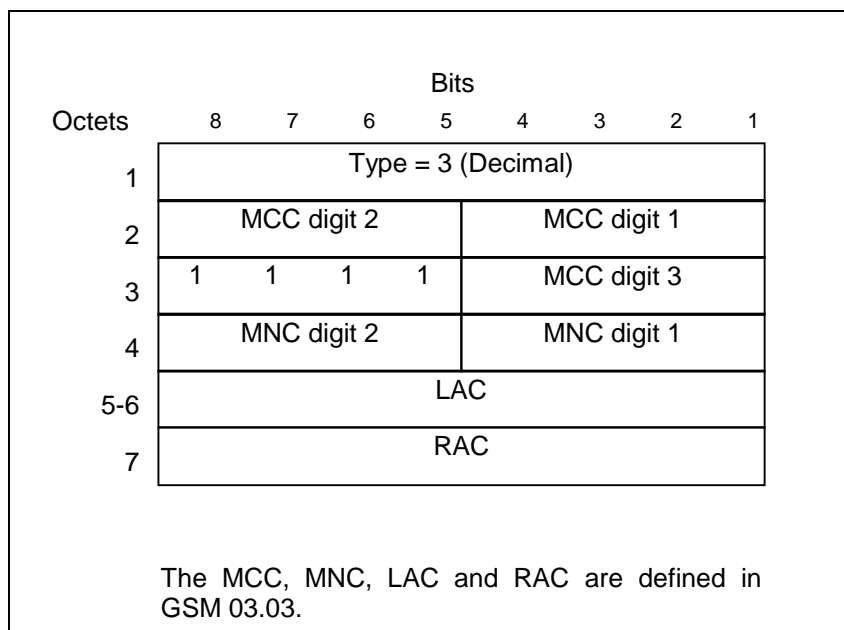 Bits
Octets 8 7 6 5 4 3 2 1
1 Type = 3 (Decimal)
2 MCC digit 2 MCC digit 1
3 1 1 1 1 MCC digit 3
4 MNC digit 2 MNC digit 1
5-6 LAC
7 RAC
The MCC, MNC, LAC and RAC are defined in
GSM 03.03.